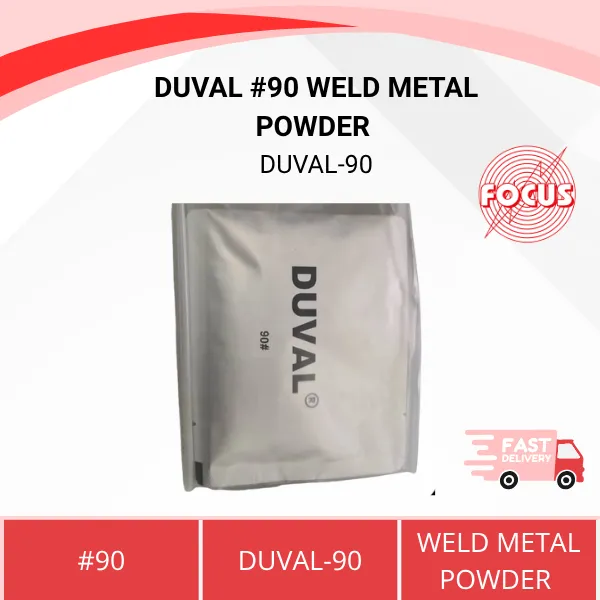 DUVAL #90 WELD METAL
POWDER
DUVAL-90
FOCUS
DUVAL®
90#
FAST
DELIVERY
#90
DUVAL-90
WELD METAL
POWDER